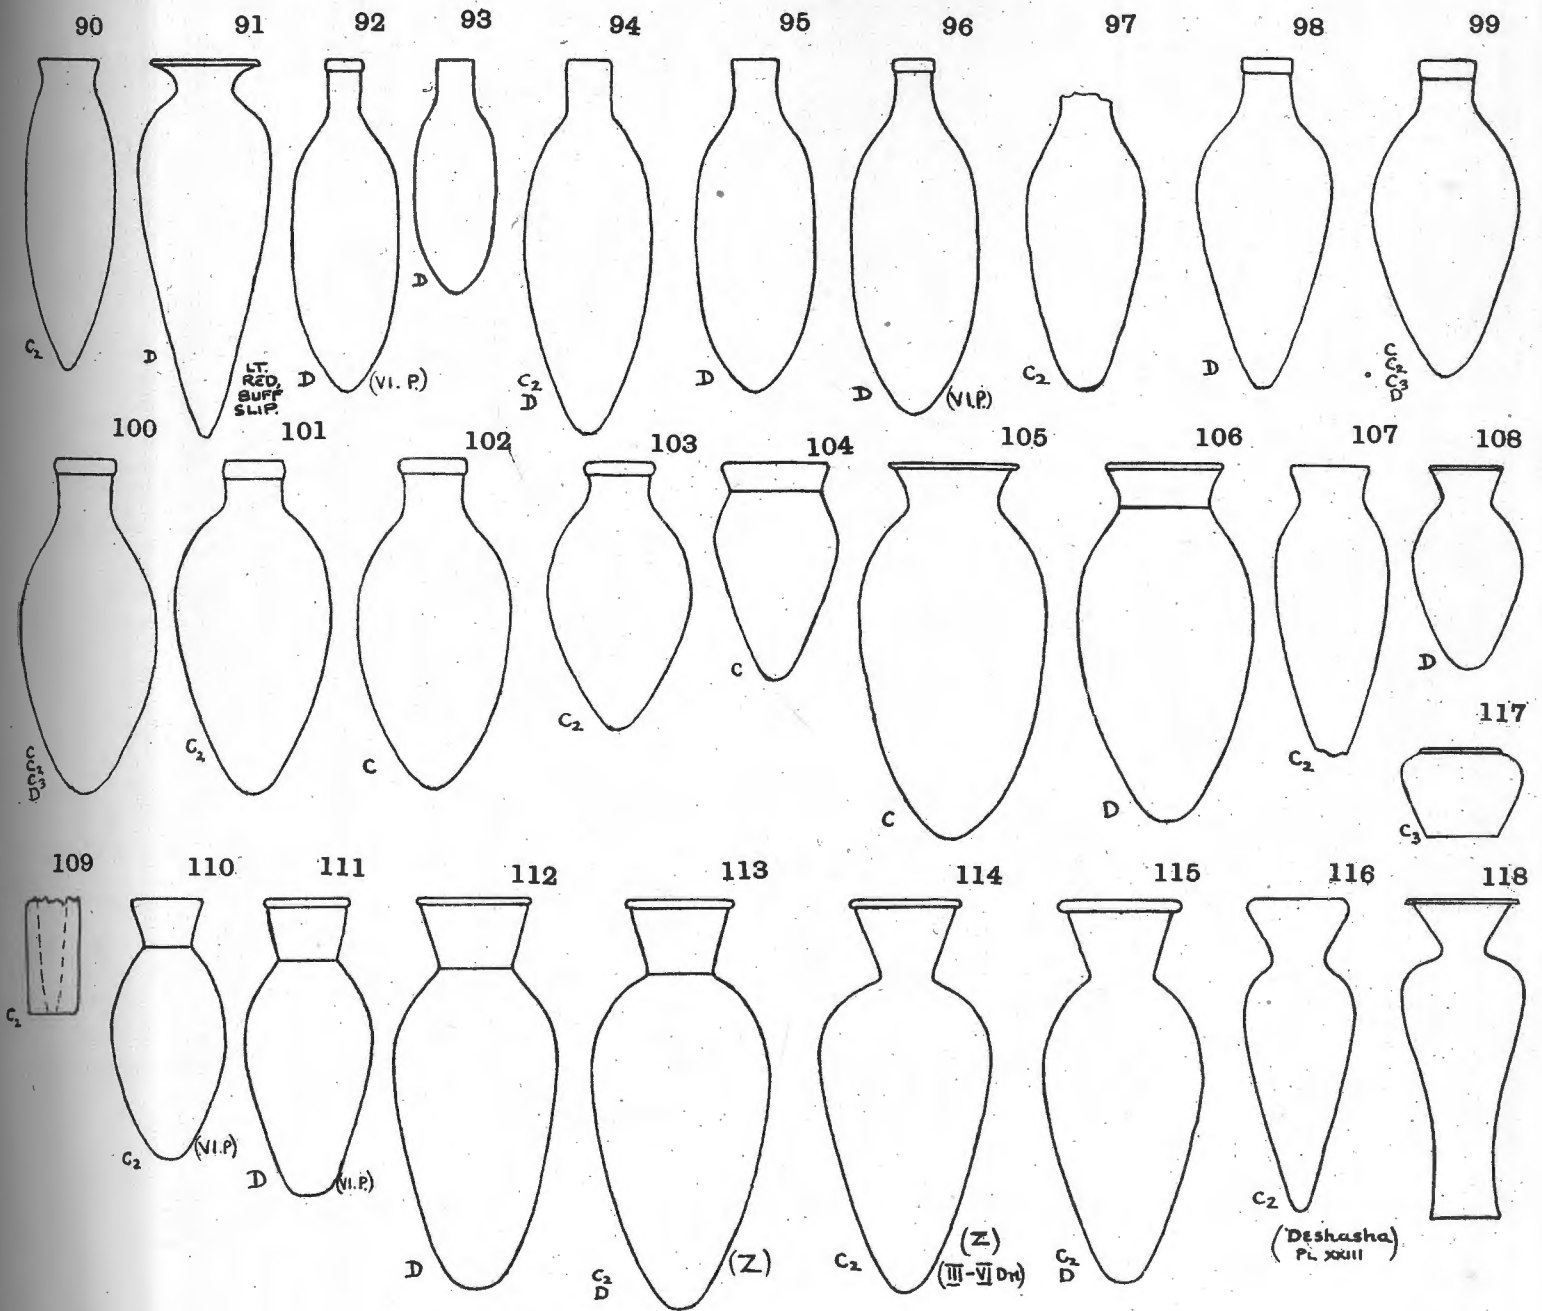 90 91 92 93 94 95 96 97 98 99
C2
D
LT.
RED,
BUFF
SLIP.
D
(VI. P.)
D
C2
D
D
D
(VI.P.)
C2
D
C
C2
C3
D
100 101 102 103 104 105 106 107 108
C
C2
C3
D
C2
C
C2
C
C
D
C2
D
117
C3
109 110 111 112 113 114 115 116 118
C2
C2
(VI.P)
D
(VI.P.)
D
C2
D
(Z)
C2
(Z)
(III-VI Dn)
C2
D
C2
(Deshasha)
PL XXIII